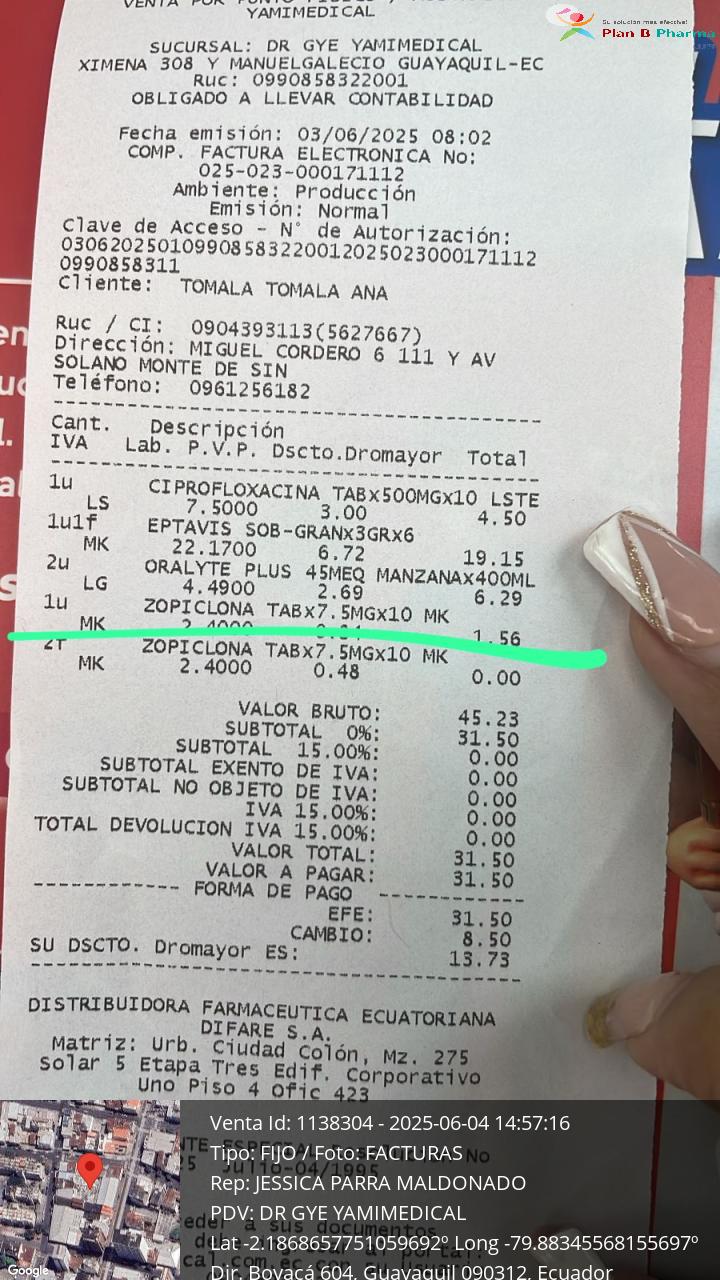 YAMIMEDICAL
Su solución más efectiva!
Plan B Pharma
SUCURSAL: DR GYE YAMIMEDICAL
XIMENA 308 Y MANUELGALECIO GUAYAQUIL-EC
Ruc: 0990858322001
OBLIGADO A LLEVAR CONTABILIDAD
Fecha emisión: 03/06/2025 08:02
COMP. FACTURA ELECTRONICA No:
025-023-000171112
Ambiente: Producción
Emisión: Normal
Clave de Acceso - N° de Autorización:
030620250109908583220012025023000171112
0990858311
Cliente: TOMALA TOMALA ANA
Ruc / CI: 0904393113(5627667)
Dirección: MIGUEL CORDERO 6 111 Y AV
SOLANO MONTE DE SIN
Teléfono: 0961256182
Cant. Descripción
IVA Lab. P.V.P. Dscto.Dromayor Total
1u CIPROFLOXACINA TABx500MGx10 LSTE
LS 7.5000 3.00 4.50
1u1f EPTAVIS SOB-GRANx3GRx6
MK 22.1700 6.72 19.15
2u ORALYTE PLUS 45MEQ MANZANAx400ML
LG 4.4900 2.69 6.29
1u ZOPICLONA TABx7.5MGx10 MK
MK 2.4000 1.56
2f ZOPICLONA TABx7.5MGx10 MK
MK 2.4000 0.48 0.00
VALOR BRUTO: 45.23
SUBTOTAL 0%: 31.50
SUBTOTAL 15.00%: 0.00
SUBTOTAL EXENTO DE IVA: 0.00
SUBTOTAL NO OBJETO DE IVA: 0.00
IVA 15.00%: 0.00
TOTAL DEVOLUCION IVA 15.00%: 0.00
VALOR TOTAL: 31.50
VALOR A PAGAR: 31.50
----------- FORMA DE PAGO -----------
EFE: 31.50
CAMBIO: 8.50
SU DSCTO. Dromayor ES: 13.73
DISTRIBUIDORA FARMACEUTICA ECUATORIANA
DIFARE S.A.
Matriz: Urb. Ciudad Colón, Mz. 275
Solar 5 Etapa Tres Edif. Corporativo
Uno Piso 4 Ofic 423
Venta Id: 1138304 - 2025-06-04 14:57:16
Tipo: FIJO / Foto: FACTURAS
Rep: JESSICA PARRA MALDONADO
PDV: DR GYE YAMIMEDICAL
Lat -2.1868657751059692º Long -79.88345568155697º
Dir. Boyacá 604, Guayaquil 090312, Ecuador
Google